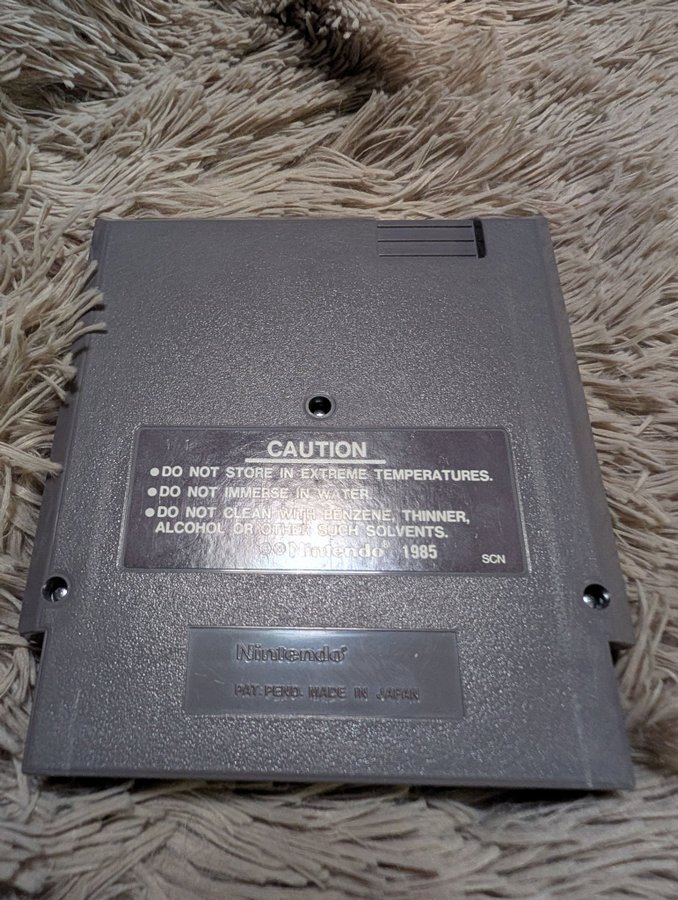 CAUTION
●DO NOT STORE IN EXTREME TEMPERATURES.
●DO NOT IMMERSE IN WATER
●DO NOT CLEAN WITH BENZENE, THINNER,
ALCOHOL OR OTHER SUCH SOLVENTS.
©®Nintendo 1985 SCN
Nintendo®
PAT. PEND. MADE IN JAPAN